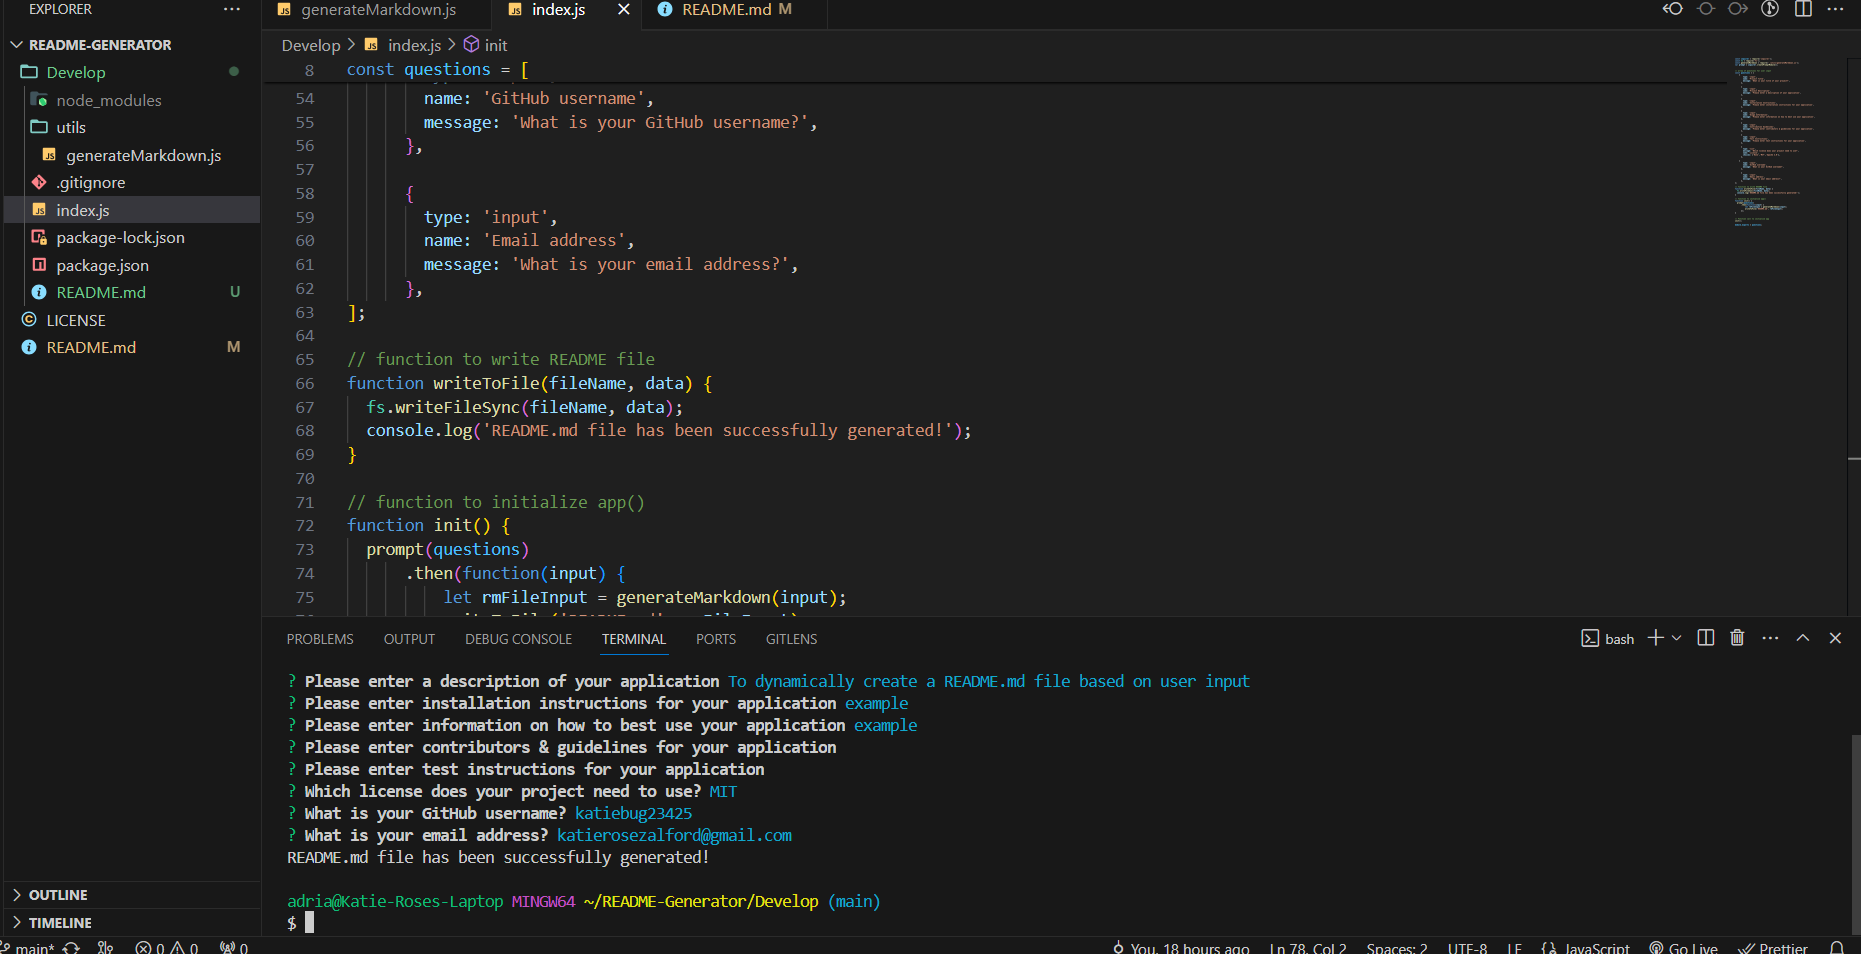 EXPLORER
README-GENERATOR
Develop
node_modules
utils
generateMarkdown.js
.gitignore
index.js
package-lock.json
package.json
README.md U
LICENSE
README.md M
OUTLINE
TIMELINE
generateMarkdown.js index.js README.md M
Develop > index.js > init
8 const questions = [
54 name: 'GitHub username',
55 message: 'What is your GitHub username?',
56 },
57
58 {
59 type: 'input',
60 name: 'Email address',
61 message: 'What is your email address?',
62 },
63 ];
64
65 // function to write README file
66 function writeToFile(fileName, data) {
67 fs.writeFileSync(fileName, data);
68 console.log('README.md file has been successfully generated!');
69 }
70
71 // function to initialize app()
72 function init() {
73 prompt(questions)
74 .then(function(input) {
75 let rmFileInput = generateMarkdown(input);
PROBLEMS OUTPUT DEBUG CONSOLE TERMINAL PORTS GITLENS
bash
? Please enter a description of your application To dynamically create a README.md file based on user input
? Please enter installation instructions for your application example
? Please enter information on how to best use your application example
? Please enter contributors & guidelines for your application
? Please enter test instructions for your application
? Which license does your project need to use? MIT
? What is your GitHub username? katiebug23425
? What is your email address? katierosezalford@gmail.com
README.md file has been successfully generated!
adria@Katie-Roses-Laptop MINGW64 ~/README-Generator/Develop (main)
$
main* 0 0 0 You, 18 hours ago Ln 78, Col 2 Spaces: 2 UTF-8 LF {} JavaScript Go Live Prettier